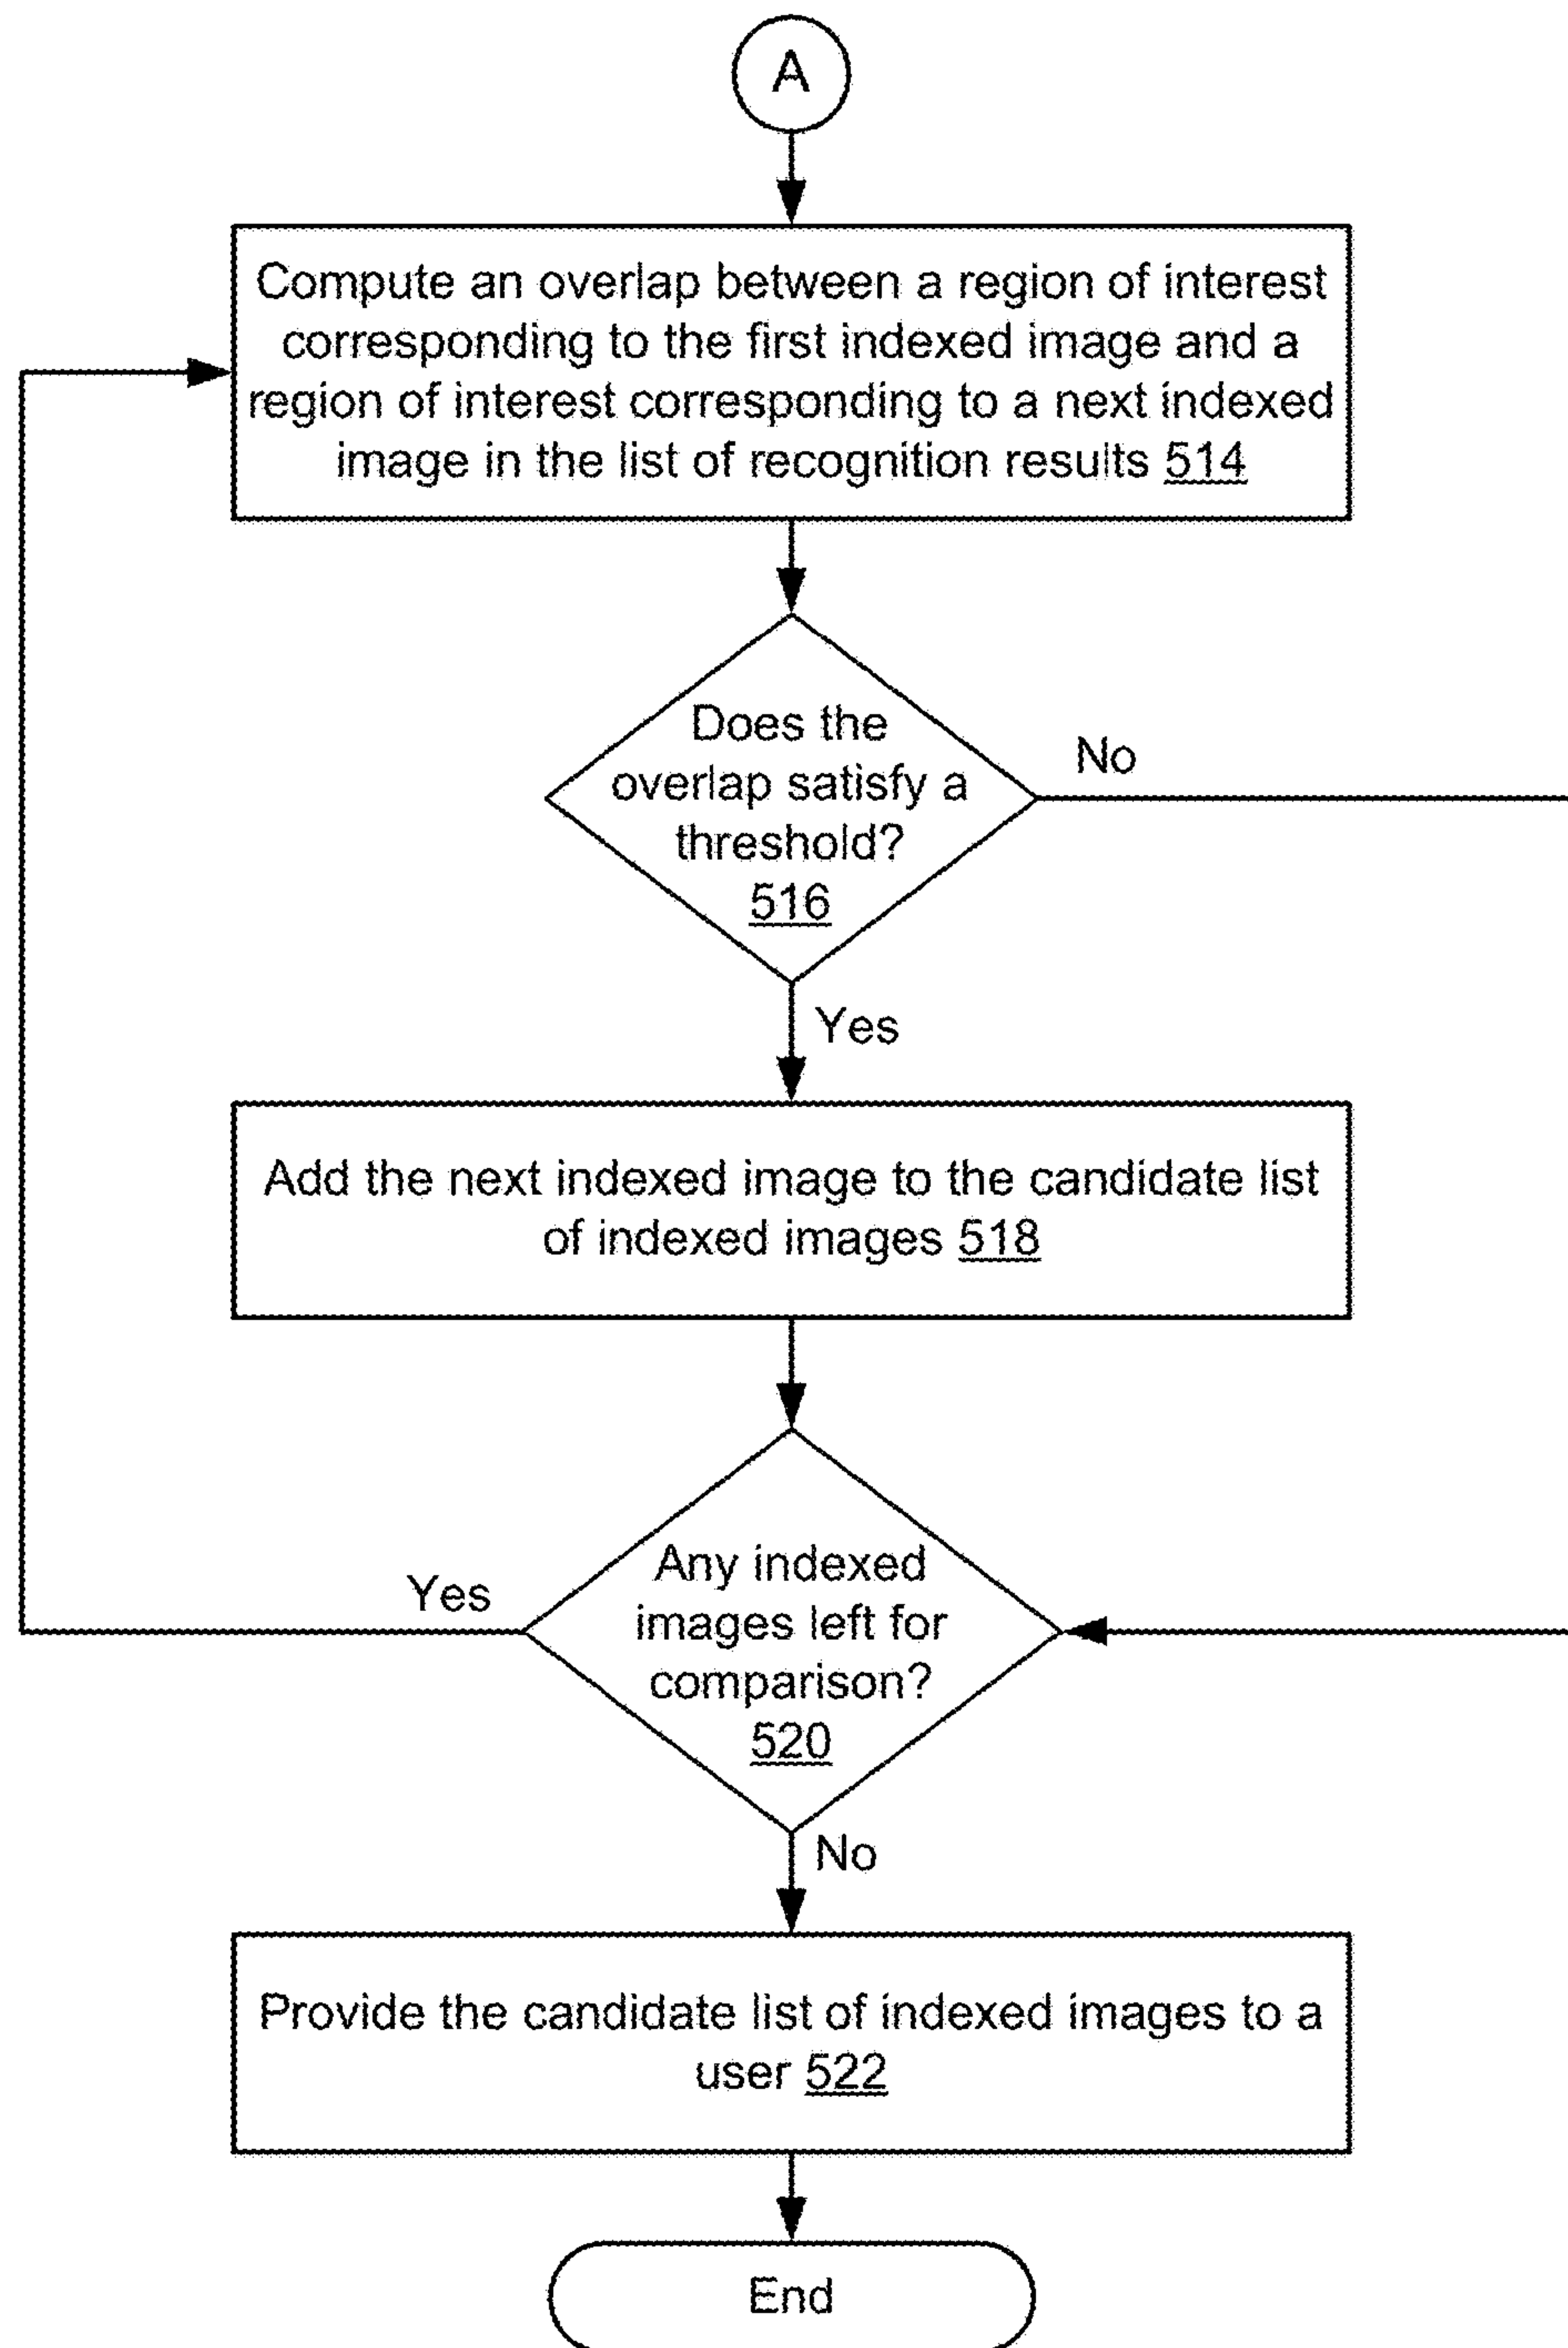 A
Compute an overlap between a region of interest
corresponding to the first indexed image and a
region of interest corresponding to a next indexed
image in the list of recognition results 514
Does the
overlap satisfy a
threshold?
516
No
Yes
Add the next indexed image to the candidate list
of indexed images 518
Any indexed
images left for
comparison?
520
Yes
No
Provide the candidate list of indexed images to a
user 522
End